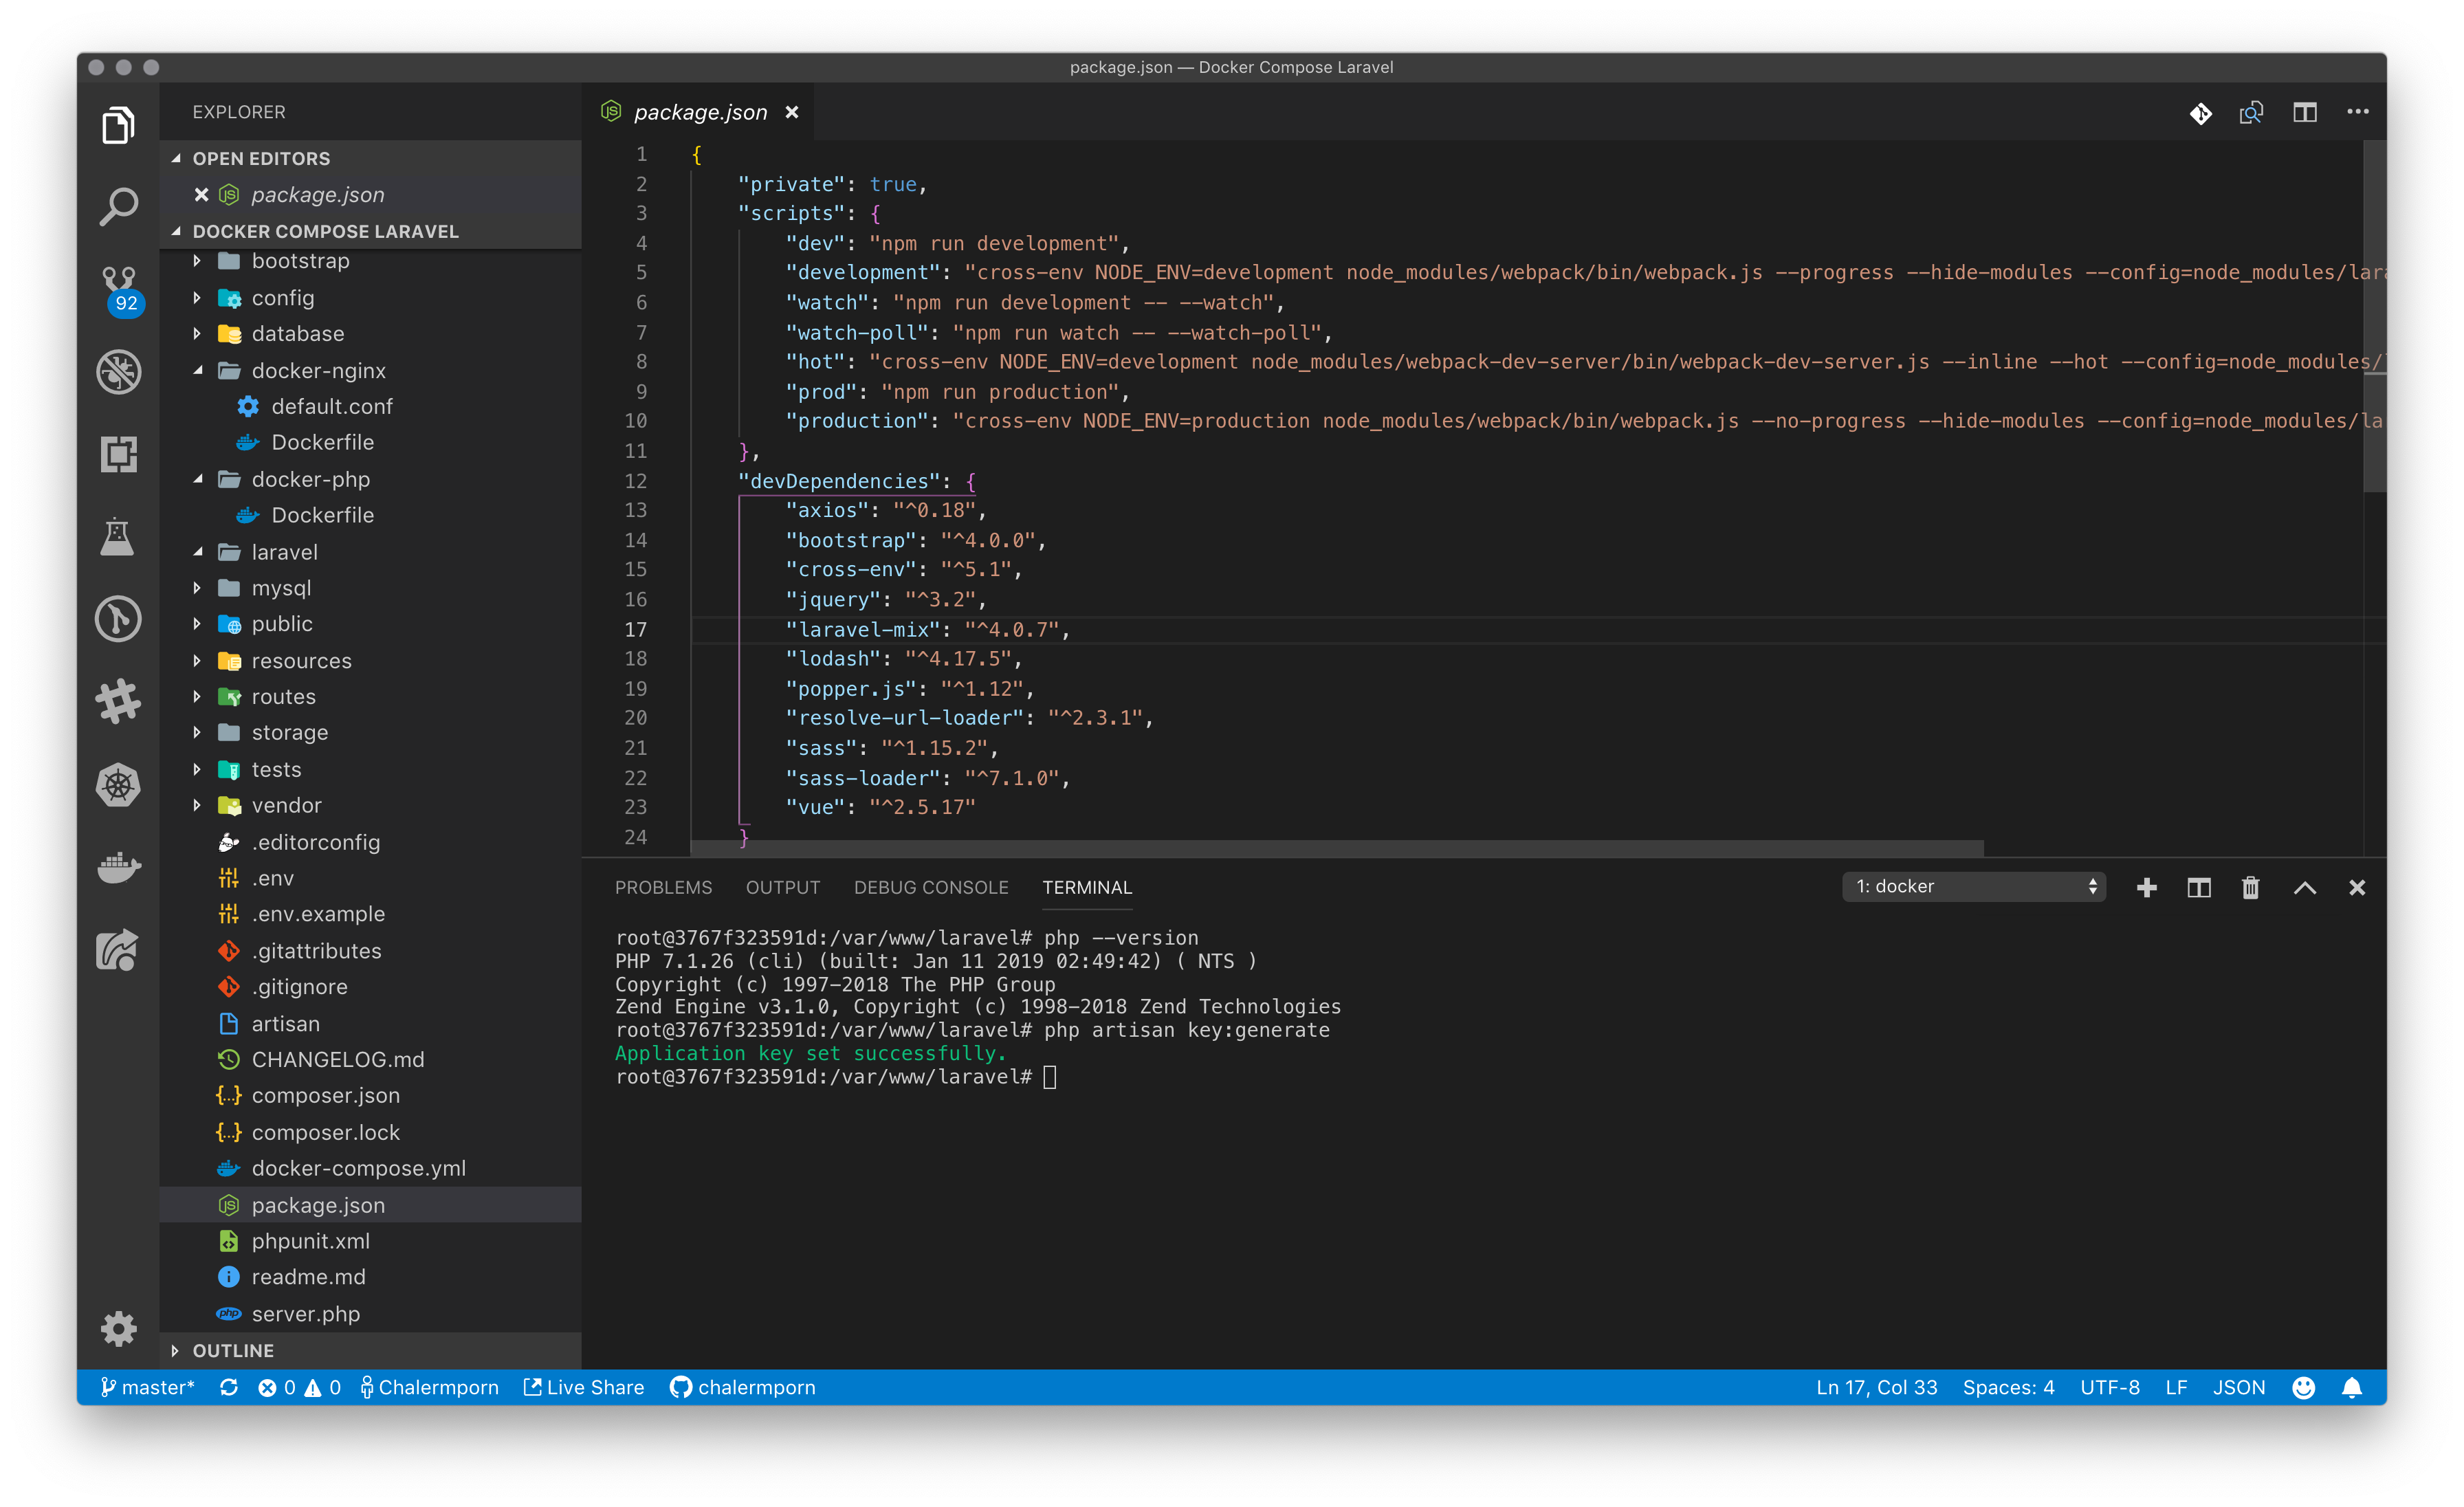 package.json — Docker Compose Laravel
EXPLORER
OPEN EDITORS
package.json
DOCKER COMPOSE LARAVEL
bootstrap
config
database
docker-nginx
default.conf
Dockerfile
docker-php
Dockerfile
laravel
mysql
public
resources
routes
storage
tests
vendor
.editorconfig
.env
.env.example
.gitattributes
.gitignore
artisan
CHANGELOG.md
composer.json
composer.lock
docker-compose.yml
package.json
phpunit.xml
readme.md
php server.php
OUTLINE
92
package.json
1 {
2 "private": true,
3 "scripts": {
4 "dev": "npm run development",
5 "development": "cross-env NODE_ENV=development node_modules/webpack/bin/webpack.js --progress --hide-modules --config=node_modules/lara
6 "watch": "npm run development -- --watch",
7 "watch-poll": "npm run watch -- --watch-poll",
8 "hot": "cross-env NODE_ENV=development node_modules/webpack-dev-server/bin/webpack-dev-server.js --inline --hot --config=node_modules/l
9 "prod": "npm run production",
10 "production": "cross-env NODE_ENV=production node_modules/webpack/bin/webpack.js --no-progress --hide-modules --config=node_modules/la
11 },
12 "devDependencies": {
13 "axios": "^0.18",
14 "bootstrap": "^4.0.0",
15 "cross-env": "^5.1",
16 "jquery": "^3.2",
17 "laravel-mix": "^4.0.7",
18 "lodash": "^4.17.5",
19 "popper.js": "^1.12",
20 "resolve-url-loader": "^2.3.1",
21 "sass": "^1.15.2",
22 "sass-loader": "^7.1.0",
23 "vue": "^2.5.17"
24 }
PROBLEMS OUTPUT DEBUG CONSOLE TERMINAL 1: docker
root@3767f323591d:/var/www/laravel# php --version
PHP 7.1.26 (cli) (built: Jan 11 2019 02:49:42) ( NTS )
Copyright (c) 1997-2018 The PHP Group
Zend Engine v3.1.0, Copyright (c) 1998-2018 Zend Technologies
root@3767f323591d:/var/www/laravel# php artisan key:generate
Application key set successfully.
root@3767f323591d:/var/www/laravel#
master* 0 0 Chalermporn Live Share chalermporn Ln 17, Col 33 Spaces: 4 UTF-8 LF JSON